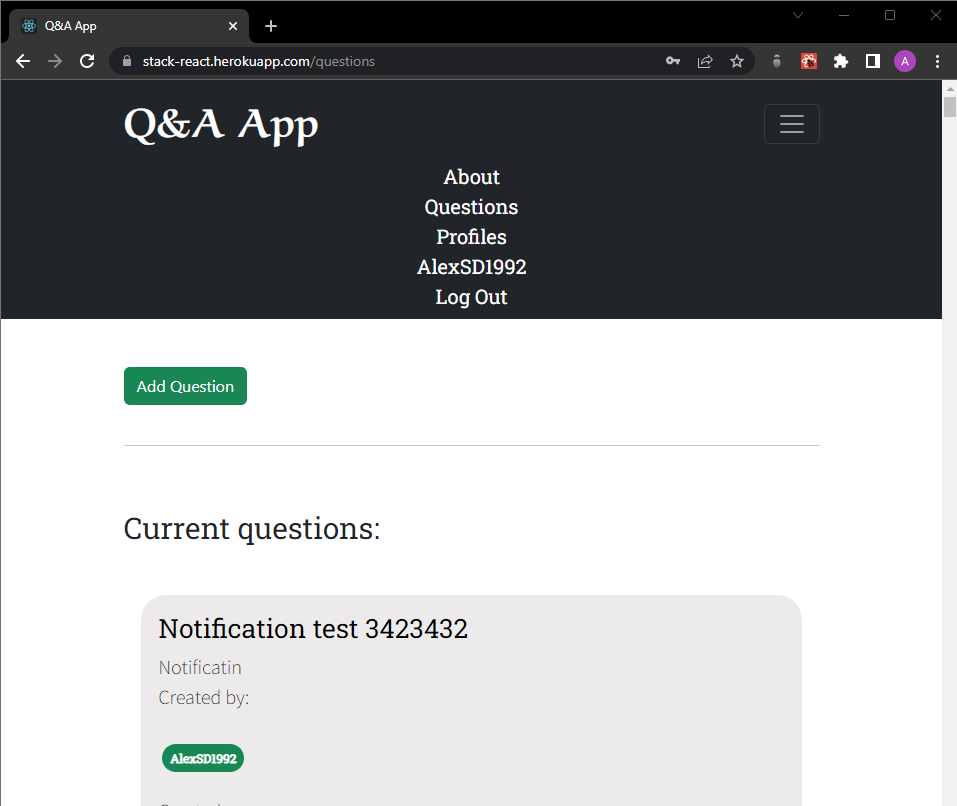 Q&A App
stack-react.herokuapp.com/questions
A
Q&A App
About
Questions
Profiles
AlexSD1992
Log Out
Add Question
Current questions:
Notification test 3423432
Notificatin
Created by:
AlexSD1992